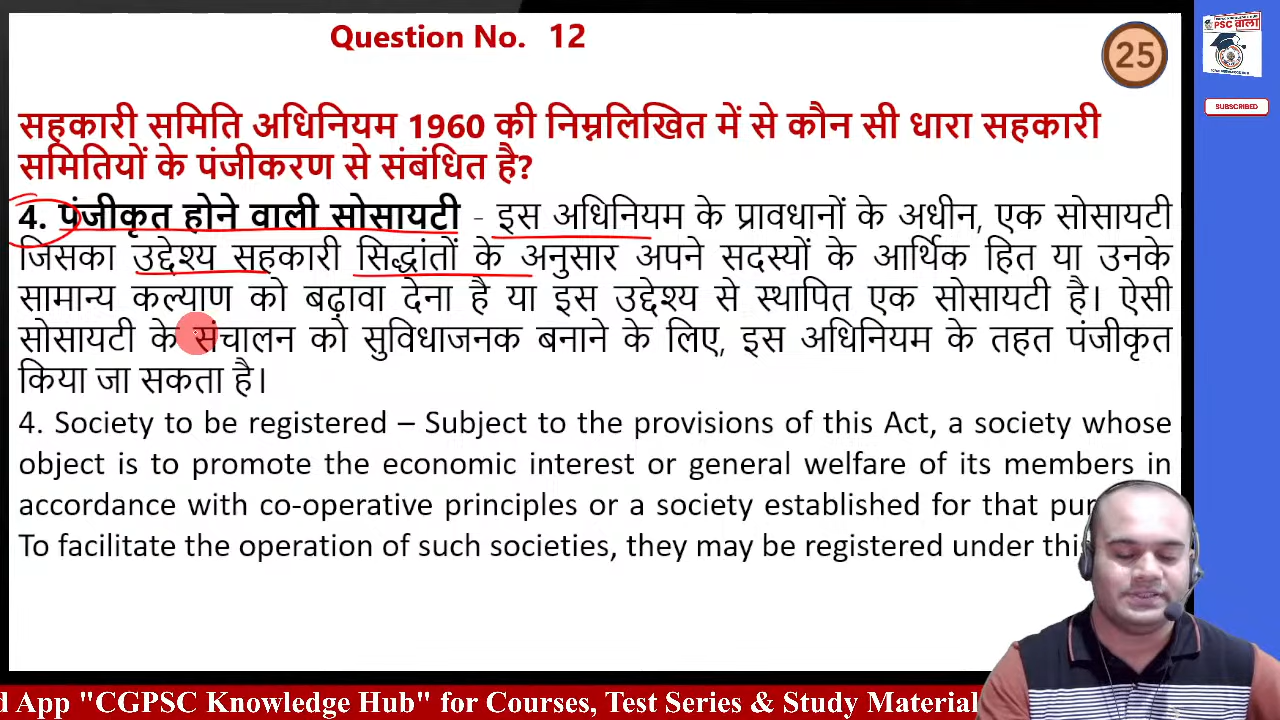 Question No. 12
25
PSC वाला
SUBSCRIBED
सहकारी समिति अधिनियम 1960 की निम्नलिखित में से कौन सी धारा सहकारी
समितियों के पंजीकरण से संबंधित है?
4. पंजीकृत होने वाली सोसायटी - इस अधिनियम के प्रावधानों के अधीन, एक सोसायटी
जिसका उद्देश्य सहकारी सिद्धांतों के अनुसार अपने सदस्यों के आर्थिक हित या उनके
सामान्य कल्याण को बढ़ावा देना है या इस उद्देश्य से स्थापित एक सोसायटी है। ऐसी
सोसायटी के संचालन को सुविधाजनक बनाने के लिए, इस अधिनियम के तहत पंजीकृत
किया जा सकता है।
4. Society to be registered – Subject to the provisions of this Act, a society whose
object is to promote the economic interest or general welfare of its members in
accordance with co-operative principles or a society established for that
To facilitate the operation of such societies, they may be registered under
d App "CGPSC Knowledge Hub" for Courses, Test Series & Study Material